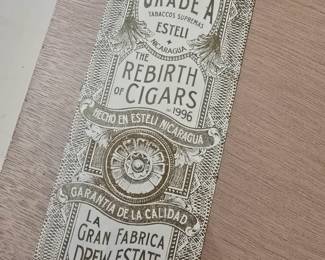 GRADE A
TABACCOS SUPREMAS
ESTELI
NICARAGUA
THE
REBIRTH
OF CIGARS
IN 1996
HECHO EN ESTELI NICARAGUA
GARANTIA DE LA CALIDAD
LA
GRAN FABRICA
DREW ESTATE